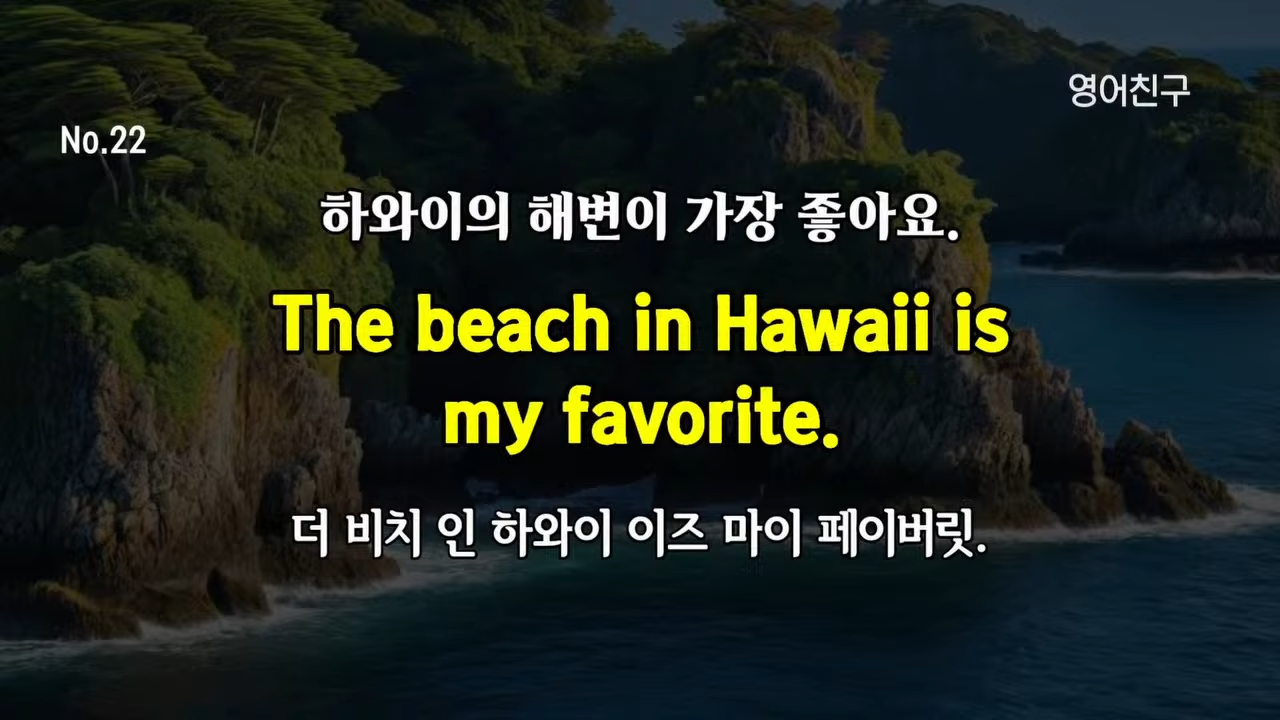 영어친구
No.22
하와이의 해변이 가장 좋아요.
The beach in Hawaii is
my favorite.
더 비치 인 하와이 이즈 마이 페이버릿.